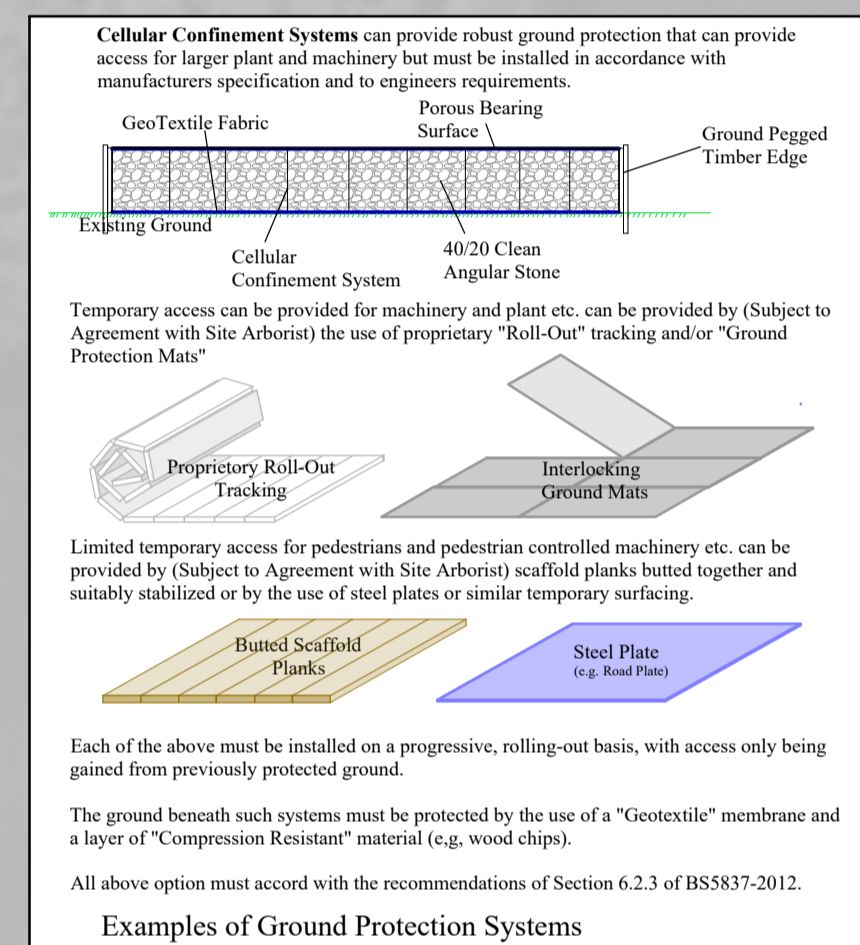 Cellular Confinement Systems can provide robust ground protection that can provide
access for larger plant and machinery but must be installed in accordance with
manufacturers specification and to engineers requirements.
GeoTextile Fabric
Porous Bearing
Surface
Ground Pegged
Timber Edge
Existing Ground
Cellular
Confinement System
40/20 Clean
Angular Stone
Temporary access can be provided for machinery and plant etc. can be provided by (Subject to
Agreement with Site Arborist) the use of proprietary "Roll-Out" tracking and/or "Ground
Protection Mats"
Proprietory Roll-Out
Tracking
Interlocking
Ground Mats
Limited temporary access for pedestrians and pedestrian controlled machinery etc. can be
provided by (Subject to Agreement with Site Arborist) scaffold planks butted together and
suitably stabilized or by the use of steel plates or similar temporary surfacing.
Butted Scaffold
Planks
Steel Plate
(e.g. Road Plate)
Each of the above must be installed on a progressive, rolling-out basis, with access only being
gained from previously protected ground.
The ground beneath such systems must be protected by the use of a "Geotextile" membrane and
a layer of "Compression Resistant" material (e,g, wood chips).
All above option must accord with the recommendations of Section 6.2.3 of BS5837-2012.
Examples of Ground Protection Systems